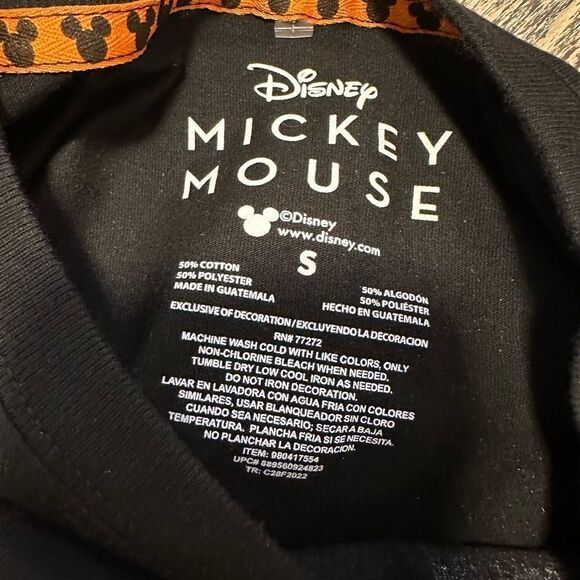 Disney
MICKEY
MOUSE
©Disney
www.disney.com
S
50% COTTON
50% POLYESTER
MADE IN GUATEMALA
50% ALGODÓN
50% POLIÉSTER
HECHO EN GUATEMALA
EXCLUSIVE OF DECORATION/EXCLUYENDO LA DECORACION
RN# 77272
MACHINE WASH COLD WITH LIKE COLORS, ONLY
NON-CHLORINE BLEACH WHEN NEEDED.
TUMBLE DRY LOW COOL IRON AS NEEDED.
DO NOT IRON DECORATION.
LAVAR EN LAVADORA CON AGUA FRIA CON COLORES
SIMILARES, USAR BLANQUEADOR SIN CLORO
CUANDO SEA NECESARIO; SECAR A BAJA
TEMPERATURA. PLANCHA FRIA SI SE NECESITA.
NO PLANCHAR LA DECORACION.
ITEM: 980417554
UPC# 889560924823
TR: C28F2022